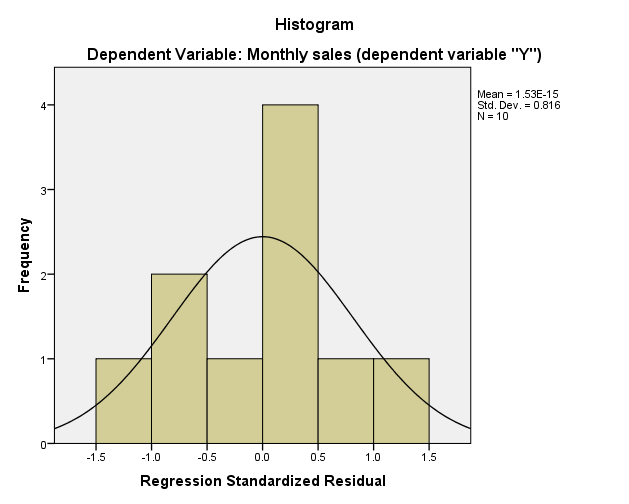 Histogram
Dependent Variable: Monthly sales (dependent variable "Y")
Mean = 1.53E-15
Std. Dev. = 0.816
N = 10
Frequency
4
3
2
1
0
-1.5 -1.0 -0.5 0.0 0.5 1.0 1.5
Regression Standardized Residual